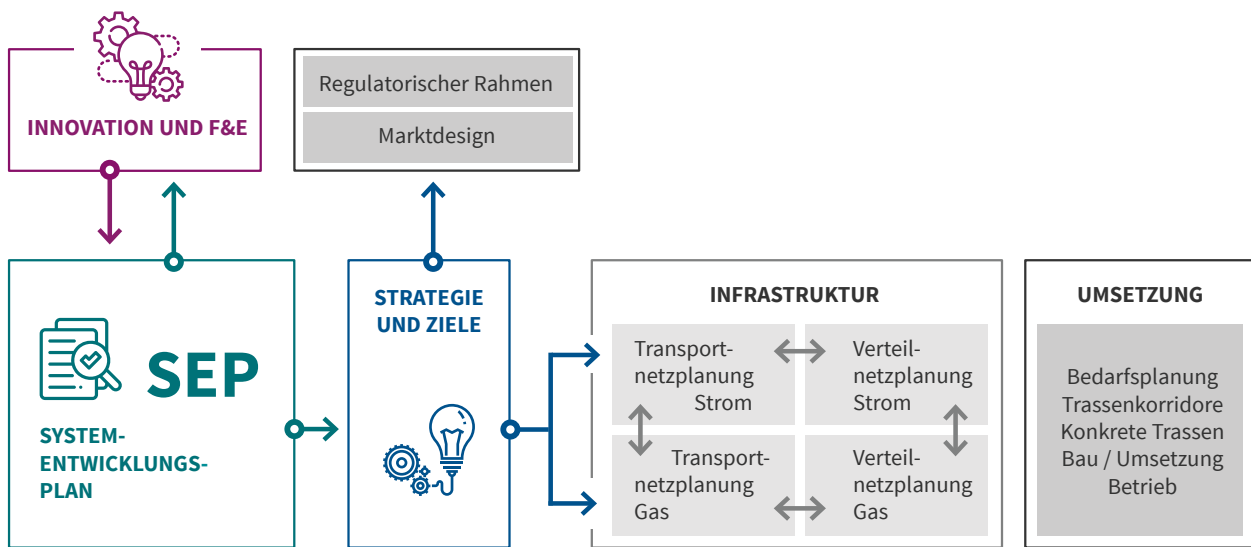 INNOVATION UND F&E
Regulatorischer Rahmen
Marktdesign
SEP
SYSTEM-
ENTWICKLUNGS-
PLAN
STRATEGIE
UND ZIELE
INFRASTRUKTUR
Transport-
netzplanung
Strom
Verteil-
netzplanung
Strom
Transport-
netzplanung
Gas
Verteil-
netzplanung
Gas
UMSETZUNG
Bedarfsplanung
Trassenkorridore
Konkrete Trassen
Bau / Umsetzung
Betrieb